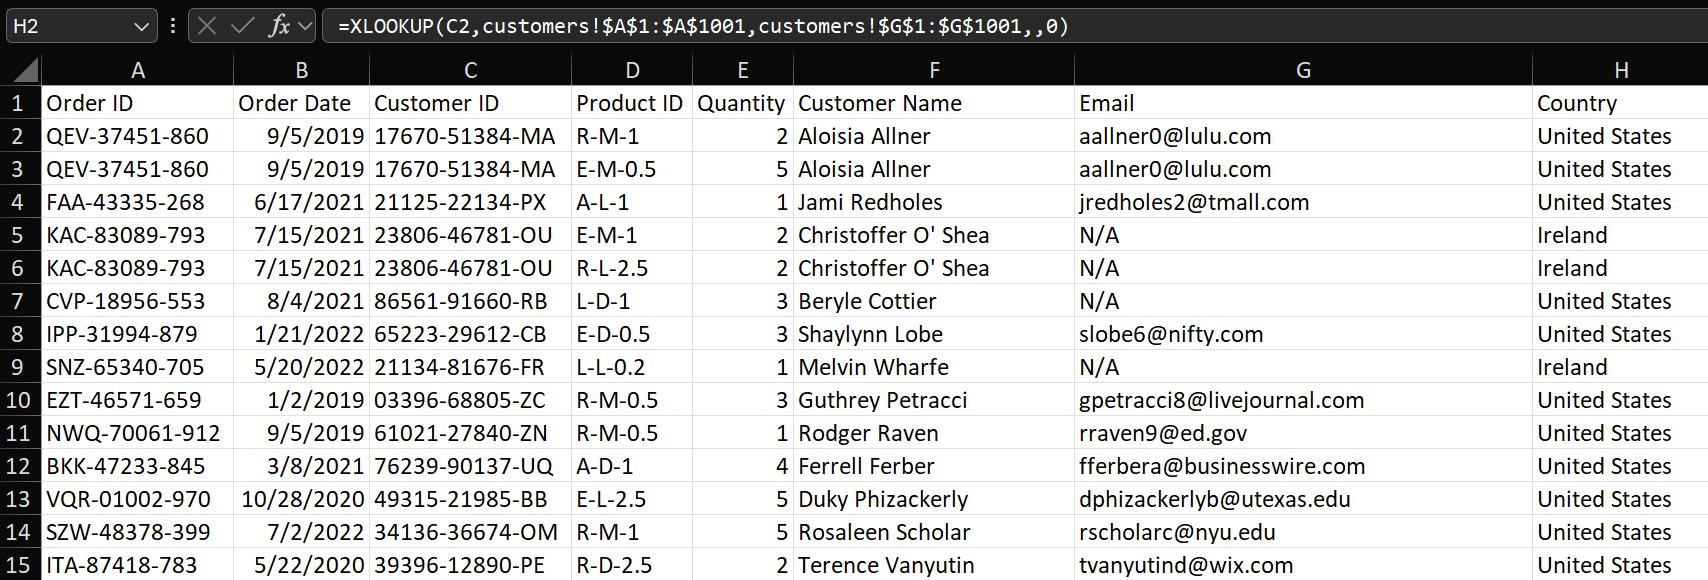 H2 fx =XLOOKUP(C2,customers!$A$1:$A$1001,customers!$G$1:$G$1001,,0)
A B C D E F G H
1 Order ID Order Date Customer ID Product ID Quantity Customer Name Email Country
2 QEV-37451-860 9/5/2019 17670-51384-MA R-M-1 2 Aloisia Allner aallner0@lulu.com United States
3 QEV-37451-860 9/5/2019 17670-51384-MA E-M-0.5 5 Aloisia Allner aallner0@lulu.com United States
4 FAA-43335-268 6/17/2021 21125-22134-PX A-L-1 1 Jami Redholes jredholes2@tmall.com United States
5 KAC-83089-793 7/15/2021 23806-46781-OU E-M-1 2 Christoffer O' Shea N/A Ireland
6 KAC-83089-793 7/15/2021 23806-46781-OU R-L-2.5 2 Christoffer O' Shea N/A Ireland
7 CVP-18956-553 8/4/2021 86561-91660-RB L-D-1 3 Beryle Cottier N/A United States
8 IPP-31994-879 1/21/2022 65223-29612-CB E-D-0.5 3 Shaylynn Lobe slobe6@nifty.com United States
9 SNZ-65340-705 5/20/2022 21134-81676-FR L-L-0.2 1 Melvin Wharfe N/A Ireland
10 EZT-46571-659 1/2/2019 03396-68805-ZC R-M-0.5 3 Guthrey Petracci gpetracci8@livejournal.com United States
11 NWQ-70061-912 9/5/2019 61021-27840-ZN R-M-0.5 1 Rodger Raven rraven9@ed.gov United States
12 BKK-47233-845 3/8/2021 76239-90137-UQ A-D-1 4 Ferrell Ferber fferbera@businesswire.com United States
13 VQR-01002-970 10/28/2020 49315-21985-BB E-L-2.5 5 Duky Phizackerly dphizackerlyb@utexas.edu United States
14 SZW-48378-399 7/2/2022 34136-36674-OM R-M-1 5 Rosaleen Scholar rscholarc@nyu.edu United States
15 ITA-87418-783 5/22/2020 39396-12890-PE R-D-2.5 2 Terence Vanyutin tvanyutind@wix.com United States